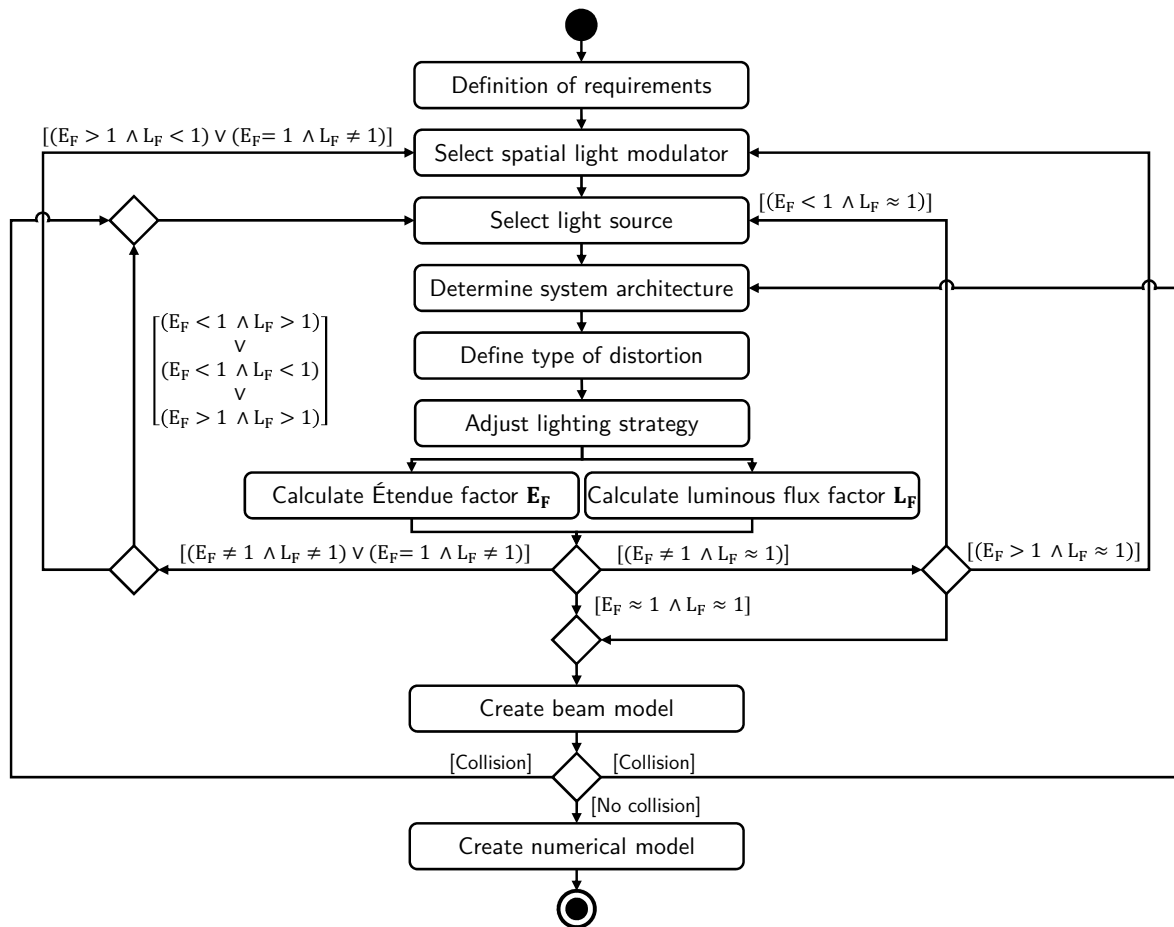 Definition of requirements
[(E_F > 1 ∧ L_F < 1) ∨ (E_F= 1 ∧ L_F ≠ 1)]
Select spatial light modulator
Select light source
[(E_F < 1 ∧ L_F ≈ 1)]
Determine system architecture
[(E_F < 1 ∧ L_F > 1)
∨
(E_F < 1 ∧ L_F < 1)
∨
(E_F > 1 ∧ L_F > 1)]
Define type of distortion
Adjust lighting strategy
Calculate Étendue factor E_F
Calculate luminous flux factor L_F
[(E_F ≠ 1 ∧ L_F ≠ 1) ∨ (E_F= 1 ∧ L_F ≠ 1)]
[(E_F ≠ 1 ∧ L_F ≈ 1)]
[(E_F > 1 ∧ L_F ≈ 1)]
[E_F ≈ 1 ∧ L_F ≈ 1]
Create beam model
[Collision]
[Collision]
[No collision]
Create numerical model